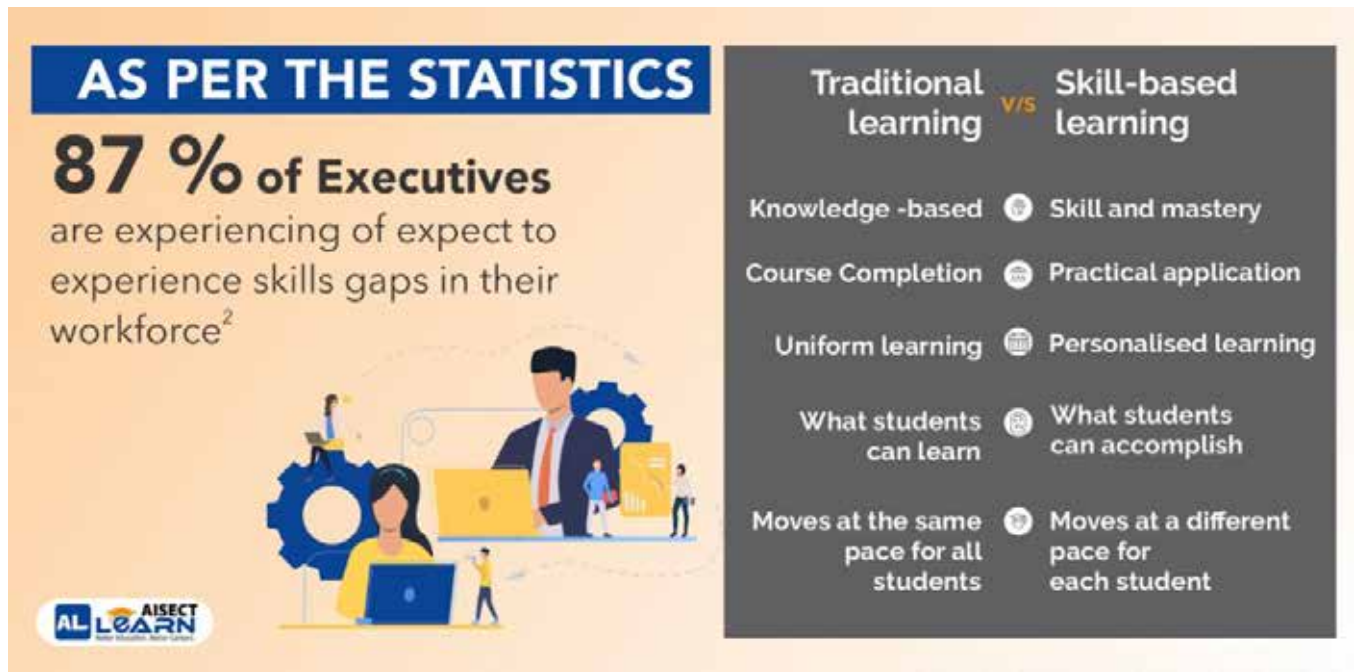 AS PER THE STATISTICS
87 % of Executives
are experiencing of expect to
experience skills gaps in their
workforce²
AL AISECT
LEARN
Traditional learning V/S Skill-based learning
Knowledge -based Skill and mastery
Course Completion Practical application
Uniform learning Personalised learning
What students can learn What students can accomplish
Moves at the same pace for all students Moves at a different pace for each student